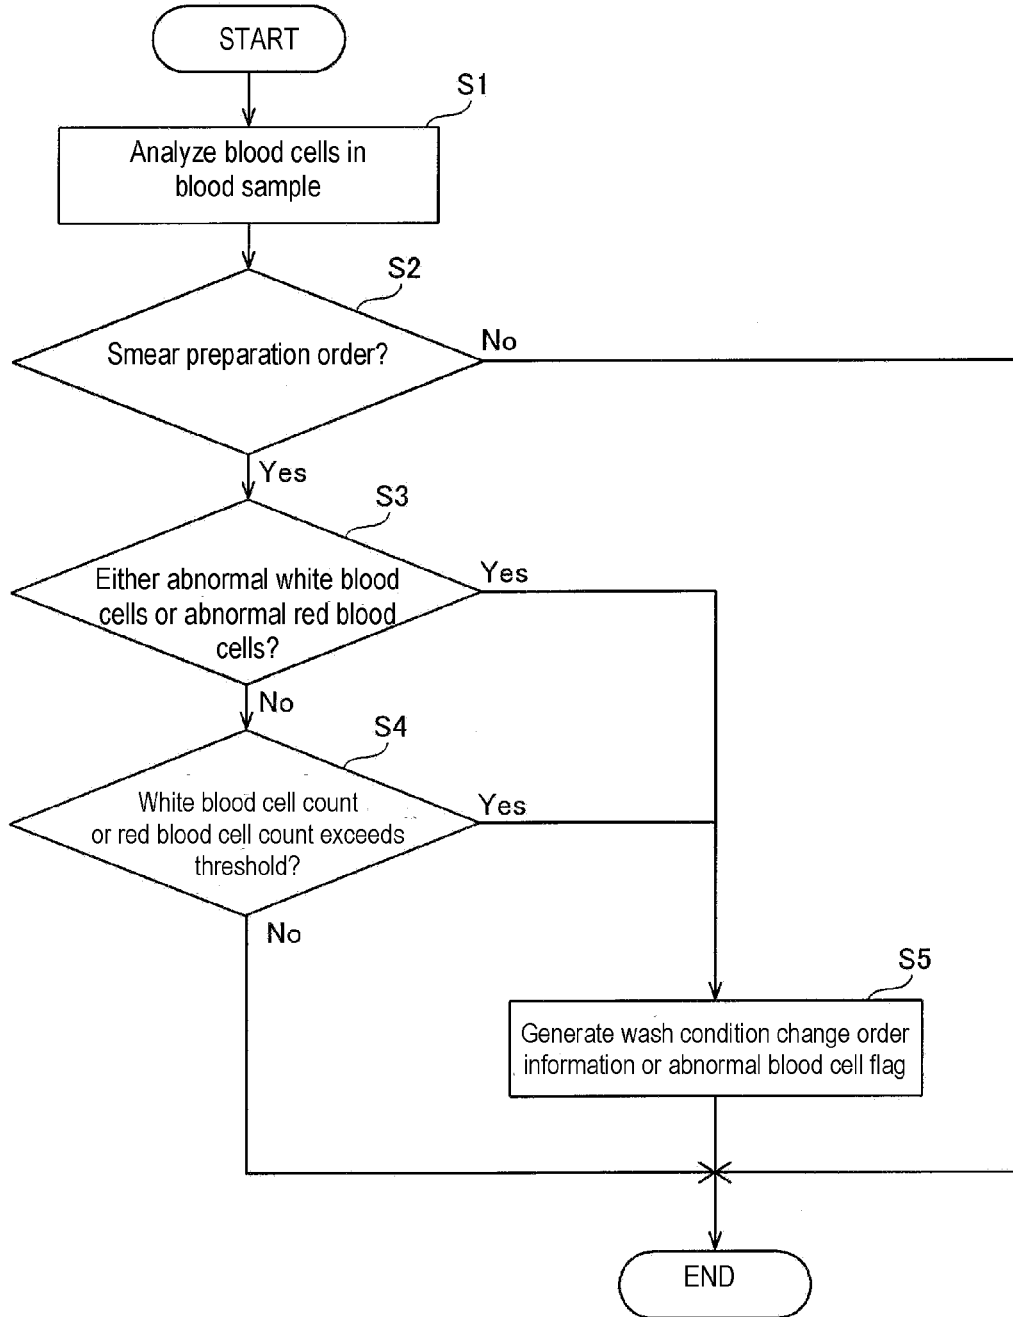 START
S1
Analyze blood cells in
blood sample
S2
Smear preparation order?
No
Yes
S3
Either abnormal white blood
cells or abnormal red blood
cells?
Yes
No
S4
White blood cell count
or red blood cell count exceeds
threshold?
Yes
No
S5
Generate wash condition change order
information or abnormal blood cell flag
END